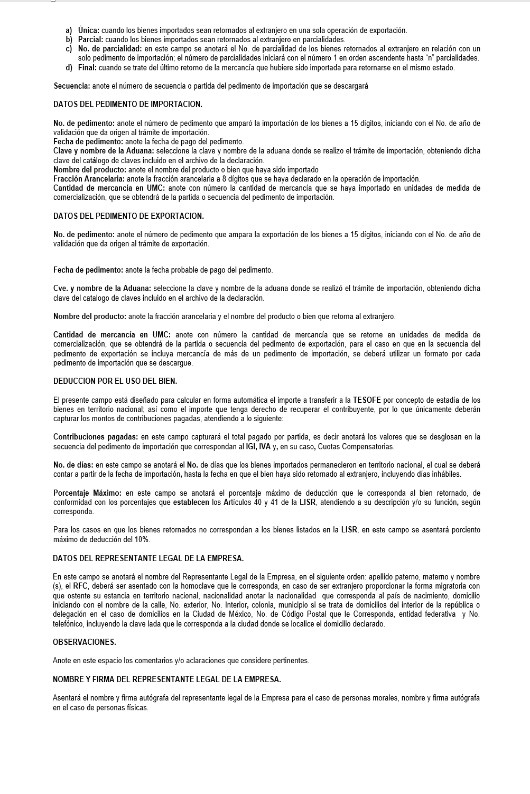 a) Única: cuando los bienes importados sean retornados al extranjero en una sola operación de exportación.
b) Parcial: cuando los bienes importados sean retornados al extranjero en parcialidades.
c) No. de parcialidad: en este campo se anotará el No. de parcialidad de los bienes retornados al extranjero en relación con un
solo pedimento de importación; el número de parcialidades iniciará con el número 1 en orden ascendente hasta "n" parcialidades.
d) Final: cuando se trate del último retorno de la mercancía que hubiere sido importada para retornarse en el mismo estado.
Secuencia: anote el número de secuencia o partida del pedimento de importación que se descargará
DATOS DEL PEDIMENTO DE IMPORTACION.
No. de pedimento: anote el número de pedimento que amparó la importación de los bienes a 15 dígitos, iniciando con el No. de año de
validación que da origen al trámite de importación.
Fecha de pedimento: anote la fecha de pago del pedimento.
Clave y nombre de la Aduana: seleccione la clave y nombre de la aduana donde se realizo el trámite de importación, obteniendo dicha
clave del catálogo de claves incluido en el archivo de la declaración.
Nombre del producto: anote el nombre del producto o bien que haya sido importado
Fracción Arancelaria: anote la fracción arancelaria a 8 dígitos que se haya declarado en la operación de importación.
Cantidad de mercancía en UMC: anote con número la cantidad de mercancía que se haya importado en unidades de medida de
comercialización, que se obtendrá de la partida o secuencia del pedimento de importación.
DATOS DEL PEDIMENTO DE EXPORTACION.
No. de pedimento: anote el número de pedimento que ampara la exportación de los bienes a 15 dígitos, iniciando con el No. de año de
validación que da origen al trámite de exportación.
Fecha de pedimento: anote la fecha probable de pago del pedimento.
Cve. y nombre de la Aduana: seleccione la clave y nombre de la aduana donde se realizó el trámite de importación, obteniendo dicha
clave del catalogo de claves incluido en el archivo de la declaración.
Nombre del producto: anote la fracción arancelaria y el nombre del producto o bien que retorna al extranjero.
Cantidad de mercancía en UMC: anote con número la cantidad de mercancía que se retorne en unidades de medida de
comercialización, que se obtendrá de la partida o secuencia del pedimento de exportación, para el caso en que en la secuencia del
pedimento de exportación se incluya mercancía de más de un pedimento de importación, se deberá utilizar un formato por cada
pedimento de importación que se descargue.
DEDUCCION POR EL USO DEL BIEN.
El presente campo está diseñado para calcular en forma automática el importe a transferir a la TESOFE por concepto de estadía de los
bienes en territorio nacional; así como el importe que tenga derecho de recuperar el contribuyente, por lo que únicamente deberán
capturar los montos de contribuciones pagadas, atendiendo a lo siguiente:
Contribuciones pagadas: en este campo capturará el total pagado por partida, es decir anotará los valores que se desglosan en la
secuencia del pedimento de importación que correspondan al IGI, IVA y, en su caso, Cuotas Compensatorias.
No. de días: en este campo se anotará el No. de días que los bienes importados permanecieron en territorio nacional, el cual se deberá
contar a partir de la fecha de importación, hasta la fecha en que el bien haya sido retornado al extranjero, incluyendo días inhábiles.
Porcentaje Máximo: en este campo se anotará el porcentaje máximo de deducción que le corresponda al bien retornado, de
conformidad con los porcentajes que establecen los Artículos 40 y 41 de la LISR, atendiendo a su descripción y/o su función, según
corresponda.
Para los casos en que los bienes retornados no correspondan a los bienes listados en la LISR, en este campo se asentará porciento
máximo de deducción del 10%.
DATOS DEL REPRESENTANTE LEGAL DE LA EMPRESA.
En este campo se anotará el nombre del Representante Legal de la Empresa, en el siguiente orden: apellido paterno, materno y nombre
(s), el RFC, deberá ser asentado con la homoclave que le corresponda, en caso de ser extranjero proporcionar la forma migratoria con
que ostente su estancia en territorio nacional, nacionalidad anotar la nacionalidad que corresponda al país de nacimiento, domicilio
iniciando con el nombre de la calle, No. exterior, No. Interior, colonia, municipio si se trata de domicilios del interior de la república o
delegación en el caso de domicilios en la Ciudad de México, No. de Código Postal que le Corresponda, entidad federativa y No.
telefónico, incluyendo la clave lada que le corresponda a la ciudad donde se localice el domicilio declarado.
OBSERVACIONES.
Anote en este espacio los comentarios y/o aclaraciones que considere pertinentes.
NOMBRE Y FIRMA DEL REPRESENTANTE LEGAL DE LA EMPRESA.
Asentará el nombre y firma autógrafa del representante legal de la Empresa para el caso de personas morales, nombre y firma autógrafa
en el caso de personas físicas.